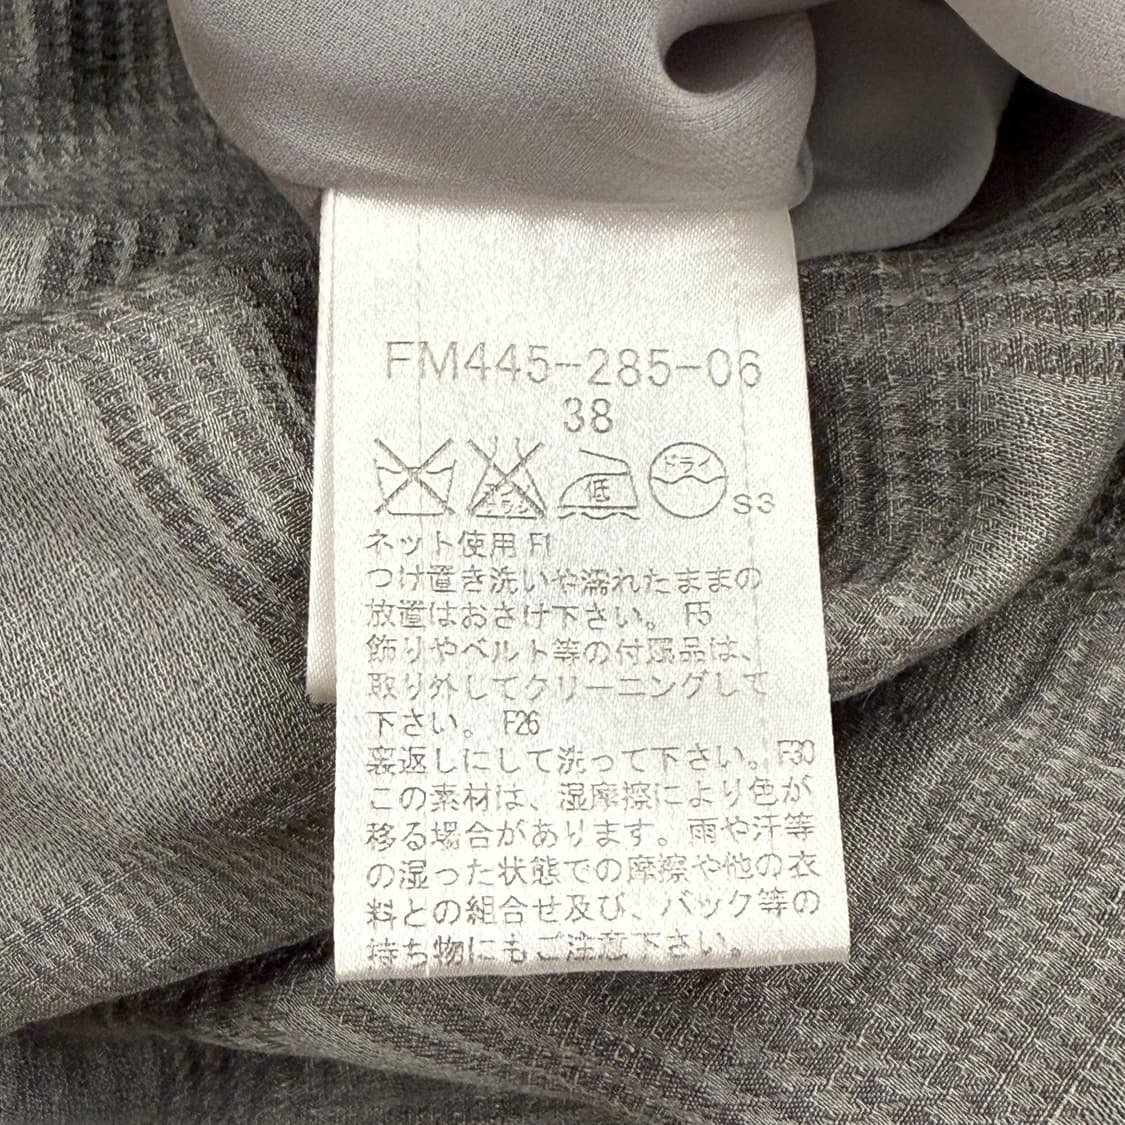 FM445-285-06
38
エンソ
サラシ
低
ドライ
S3
ネット使用 F1
つけ置き洗いや濡れたままの
放置はおさけ下さい。 F5
飾りやベルト等の付属品は、
取り外してクリーニングして
下さい。 F26
裏返しにして洗って下さい。F30
この素材は、湿摩擦により色が
移る場合があります。雨や汗等
の湿った状態での摩擦や他の衣
料との組合せ及び、バック等の
持ち物にもご注意下さい。